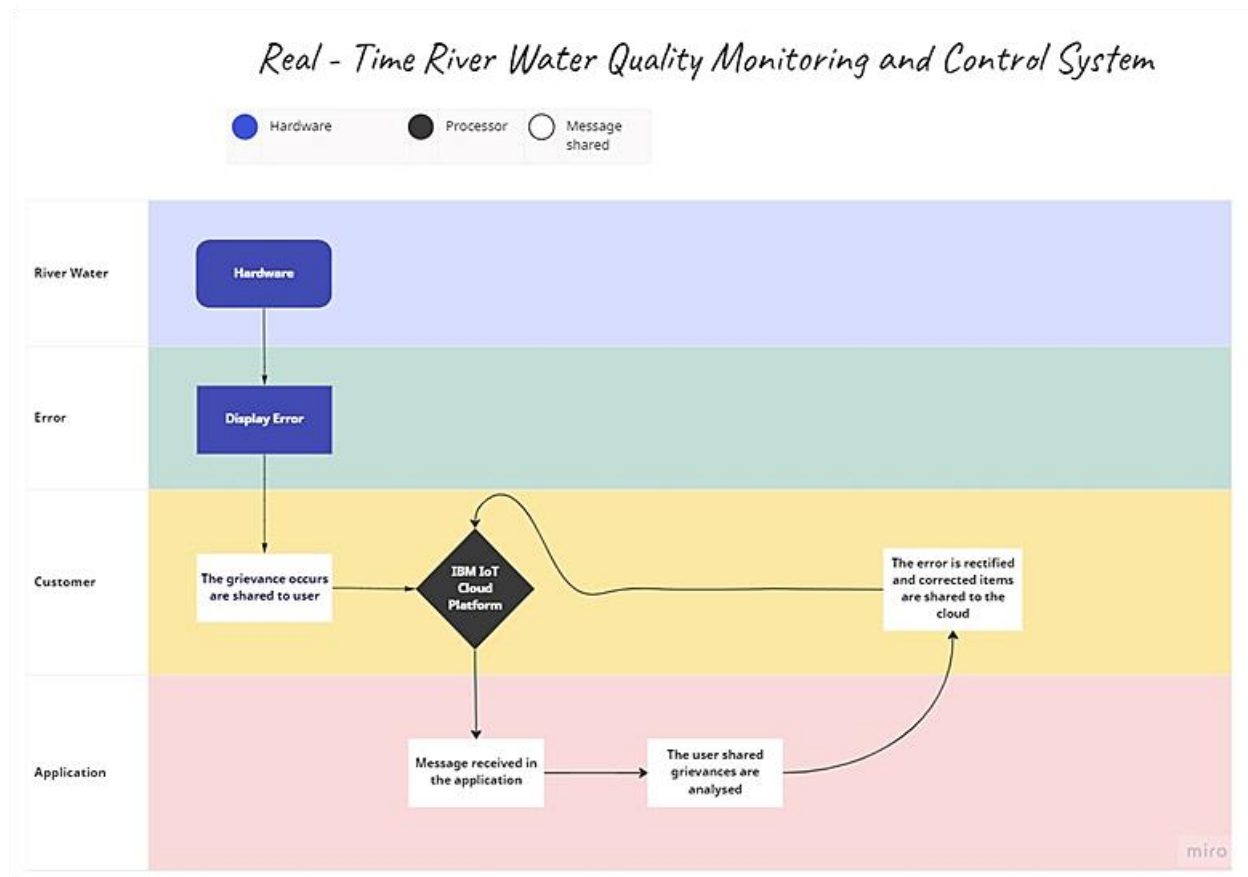 Real - Time River Water Quality Monitoring and Control System
Hardware
Processor
Message
shared
River Water
Hardware
Error
Display Error
Customer
The grievance occurs
are shared to user
IBM IoT
Cloud
Platform
The error is rectified
and corrected items
are shared to the
cloud
Application
Message received in
the application
The user shared
grievances are
analysed
miro